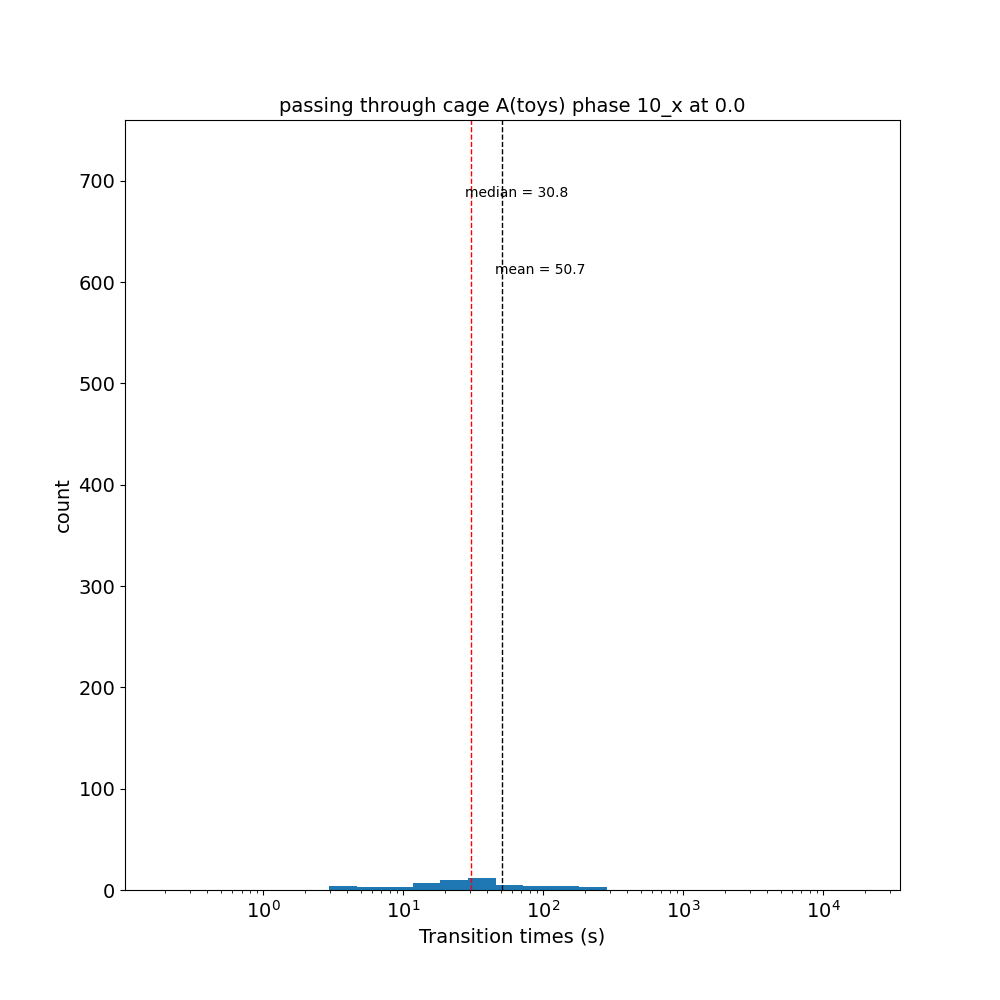 passing through cage A(toys) phase 10_x at 0.0
700
600
500
400
300
200
100
0
count
median = 30.8
mean = 50.7
10^0
10^1
10^2
10^3
10^4
Transition times (s)